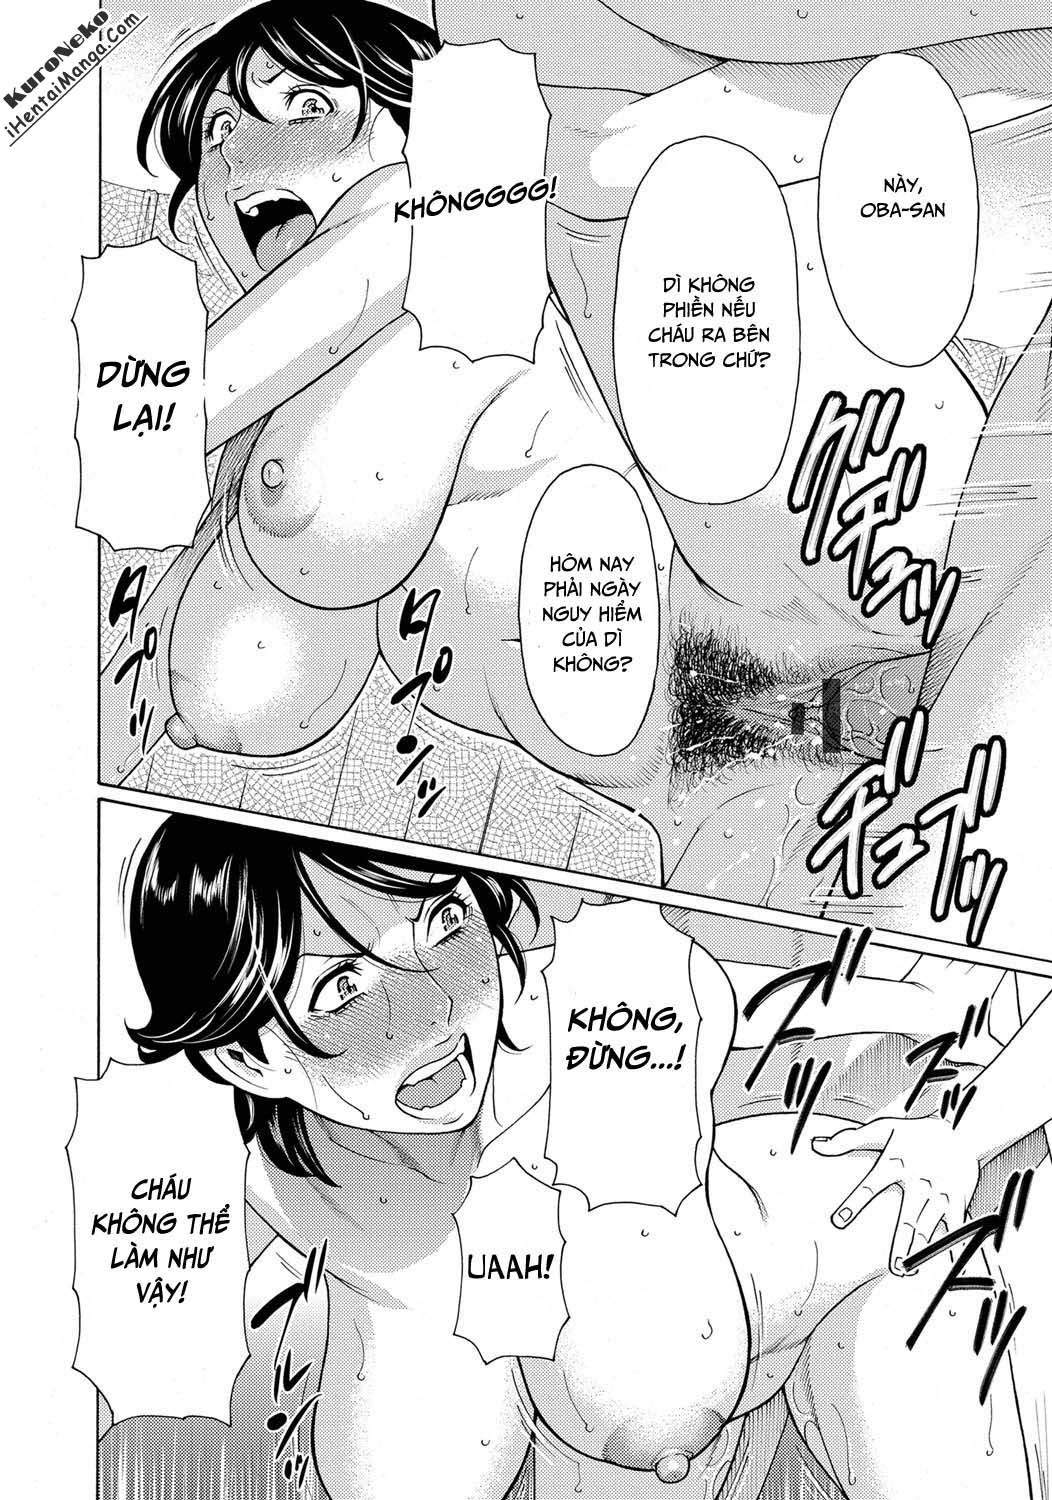 KuroNeko
iHentaiManga.Com
NÀY,
OBA-SAN
DÌ KHÔNG
PHIỀN NẾU
CHÁU RA BÊN
TRONG CHỨ?
KHÔNGGGG!
DỪNG
LẠI!
HÔM NAY
PHẢI NGÀY
NGUY HIỂM
CỦA DÌ
KHÔNG?
KHÔNG,
ĐỪNG...!
UAAH!
CHÁU
KHÔNG THỂ
LÀM NHƯ
VẬY!